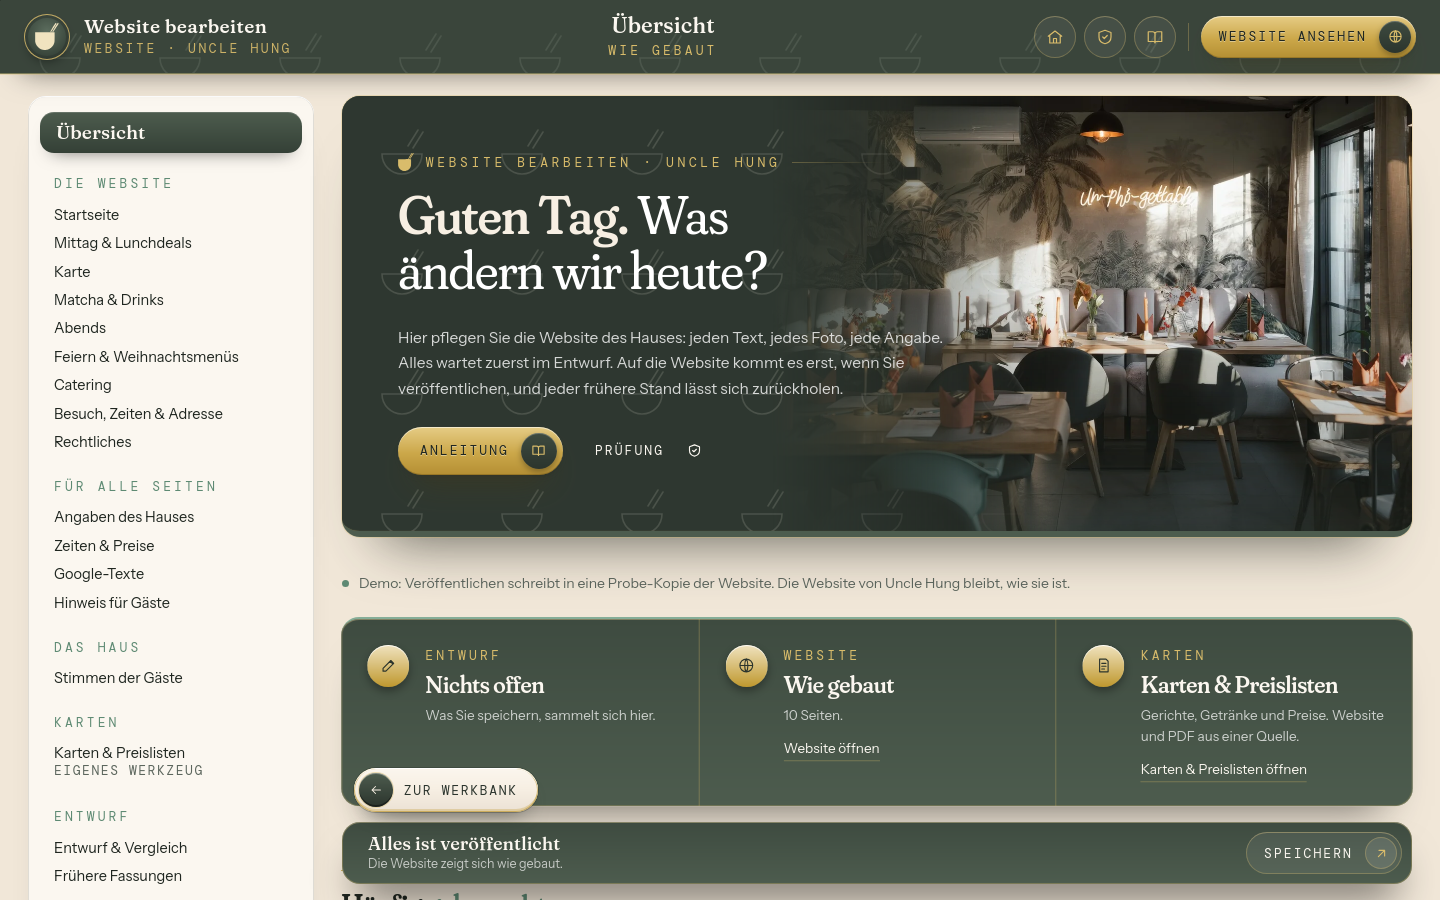 Website bearbeiten
WEBSITE · UNCLE HUNG
Übersicht
WIE GEBAUT
WEBSITE ANSEHEN
Übersicht
DIE WEBSITE
Startseite
Mittag & Lunchdeals
Karte
Matcha & Drinks
Abends
Feiern & Weihnachtsmenüs
Catering
Besuch, Zeiten & Adresse
Rechtliches
FÜR ALLE SEITEN
Angaben des Hauses
Zeiten & Preise
Google-Texte
Hinweis für Gäste
DAS HAUS
Stimmen der Gäste
KARTEN
Karten & Preislisten
EIGENES WERKZEUG
ENTWURF
Entwurf & Vergleich
Frühere Fassungen
WEBSITE BEARBEITEN · UNCLE HUNG
Guten Tag. Was
ändern wir heute?
Hier pflegen Sie die Website des Hauses: jeden Text, jedes Foto, jede Angabe.
Alles wartet zuerst im Entwurf. Auf die Website kommt es erst, wenn Sie
veröffentlichen, und jeder frühere Stand lässt sich zurückholen.
ANLEITUNG
PRÜFUNG
Um-phở-gettable
Demo: Veröffentlichen schreibt in eine Probe-Kopie der Website. Die Website von Uncle Hung bleibt, wie sie ist.
ENTWURF
Nichts offen
Was Sie speichern, sammelt sich hier.
WEBSITE
Wie gebaut
10 Seiten.
Website öffnen
KARTEN
Karten & Preislisten
Gerichte, Getränke und Preise. Website
und PDF aus einer Quelle.
Karten & Preislisten öffnen
ZUR WERKBANK
Alles ist veröffentlicht
Die Website zeigt sich wie gebaut.
SPEICHERN